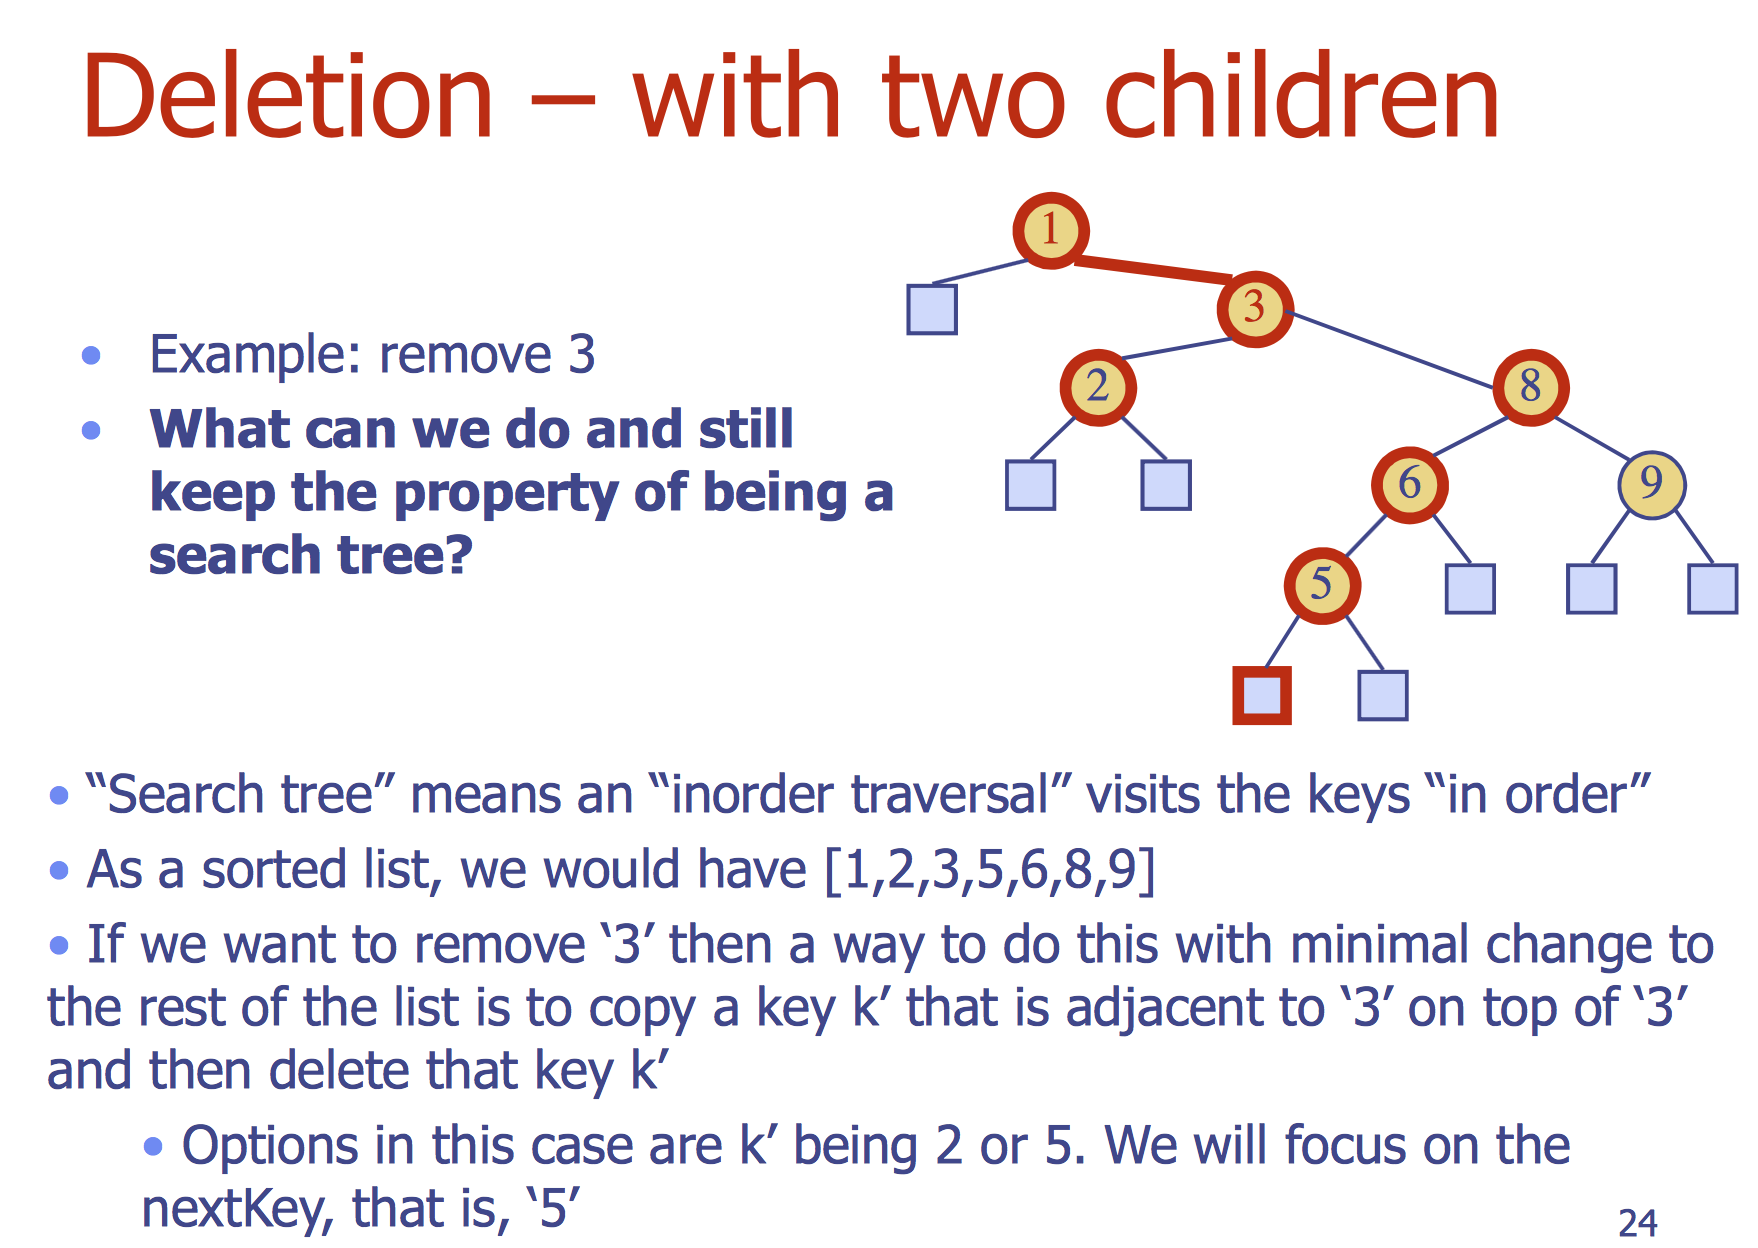 Deletion – with two children
1
3
2
8
6
9
5
• Example: remove 3
• What can we do and still
keep the property of being a
search tree?
• “Search tree” means an “inorder traversal” visits the keys “in order”
• As a sorted list, we would have [1,2,3,5,6,8,9]
• If we want to remove ‘3’ then a way to do this with minimal change to
the rest of the list is to copy a key k’ that is adjacent to ‘3’ on top of ‘3’
and then delete that key k’
• Options in this case are k’ being 2 or 5. We will focus on the
nextKey, that is, ‘5’
24